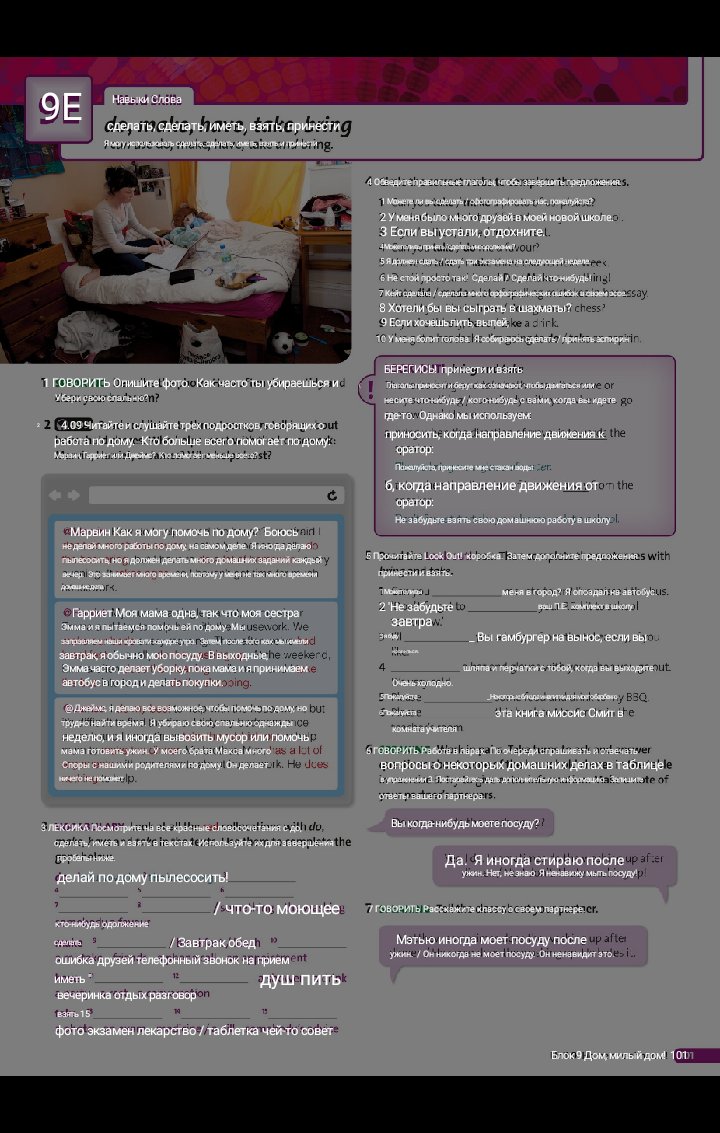 9E
Навыки Слова
сделать, сделать, иметь, взять, принести
Я могу использовать сделать, сделать, иметь, взять и принести
1 ГОВОРИТЬ Опишите фото. Как часто ты убираешься и
Убери свою спальню?
2 4.09 Читайте и слушайте трёх подростков, говорящих о
работа по дому. Кто больше всего помогает по дому:
Марвин, Гарриет или Джеймс? Кто помогает меньше всего?
@Марвин Как я могу помочь по дому? Боюсь
не делай много работы по дому, на самом деле. Я иногда делаю
пылесосить, но я должен делать много домашних заданий каждый
вечер. Это занимает много времени, поэтому у меня не так много времени
домашние дела
@Гарриет Моя мама одна, так что моя сестра
Эмма и я пытаемся помочь ей по дому. Мы
заправляем наши кровати каждое утро. Затем, после того как мы имели
завтрак, я обычно мою посуду. В выходные,
Эмма часто делает уборку, пока мама и я принимаем
автобус в город и делать покупки.
@Джеймс, я делаю все возможное, чтобы помочь по дому, но
трудно найти время. Я убираю свою спальню однажды
неделю, и я иногда вывозить мусор или помочь
мама готовить ужин. У моего брата Макса много
Споры с нашими родителями по дому. Он делает
ничего не поможет.
3 ЛЕКСИКА Посмотрите на все красные словосочетания с до,
сделать, иметь и взять в текстах. Используйте их для завершения
пробелы ниже.
делай по дому пылесосить!
4 5 6
7 8 / что-то моющее
кто-нибудь одолжение
сделать 9 / Завтрак обед 10
ошибка друзей телефонный звонок на прием
иметь 11 12 душ пить
вечеринка отдых разговор
взять 13 14 15
фото экзамен лекарство / таблетка чей-то совет
4 Обведите правильные глаголы, чтобы завершить предложения.
1 Можете ли вы сделать / сфотографировать нас, пожалуйста?
2 У меня было много друзей в моей новой школе.
3 Если вы устали, отдохните.
5 Я должен сдать / сдать три экзамена на следующей неделе.
6 Не стой просто так! Сделай / Сделай что-нибудь!
7 Кейт сделала / сделала много орфографических ошибок в своем эссе.
8 Хотели бы вы сыграть в шахматы?
9 Если хочешь пить, выпей.
10 У меня болит голова. Я собираюсь сделать / принять аспирин
БЕРЕГИСЬ! принести и взять
Глаголы приносят и берут как означают, чтобы двигаться или
несите что-нибудь / кого-нибудь с вами, когда вы идете
где-то. Однако мы используем:
приносить, когда направление движения к
оратор:
Пожалуйста, принесите мне стакан воды.
б, когда направление движения от
оратор:
Не забудьте взять свою домашнюю работу в школу
5 Прочитайте Look Out! коробка. Затем дополните предложения
принести и взять.
1 Можете ли вы ____ меня в город? Я опоздал на автобус.
2 'Не забудьте ____ ваш П.Е. комплект в школу
завтра.'
____ Вы гамбургер на вынос, если вы
4 ____ шляпа и перчатки с тобой, когда вы выходите.
Очень холодно.
5 Пожалуйста ____
6 Пожалуйста ____ эта книга миссис Смит в
комната учителя
6 ГОВОРИТЬ Работа в парах. По очереди спрашивать и отвечать
вопросы о некоторых домашних делах в таблице
в упражнении 3. Постарайтесь дать дополнительную информацию. Запишите
ответы вашего партнера.
Вы когда-нибудь моете посуду?
Да. Я иногда стираю после
ужин. Нет, не знаю. Я ненавижу мыть посуду!
7 ГОВОРИТЬ Расскажите классу о своем партнере.
Мэтью иногда моет посуду после
ужин. / Он никогда не моет посуду. Он ненавидит это.
Блок 9 Дом, милый дом! 101